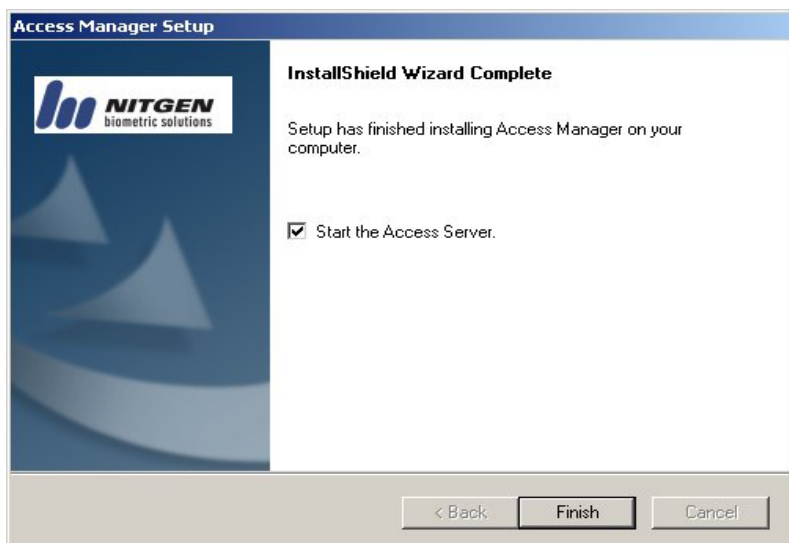 Access Manager Setup
NITGEN
biometric solutions
InstallShield Wizard Complete
Setup has finished installing Access Manager on your
computer.
Start the Access Server.
< Back
Finish
Cancel